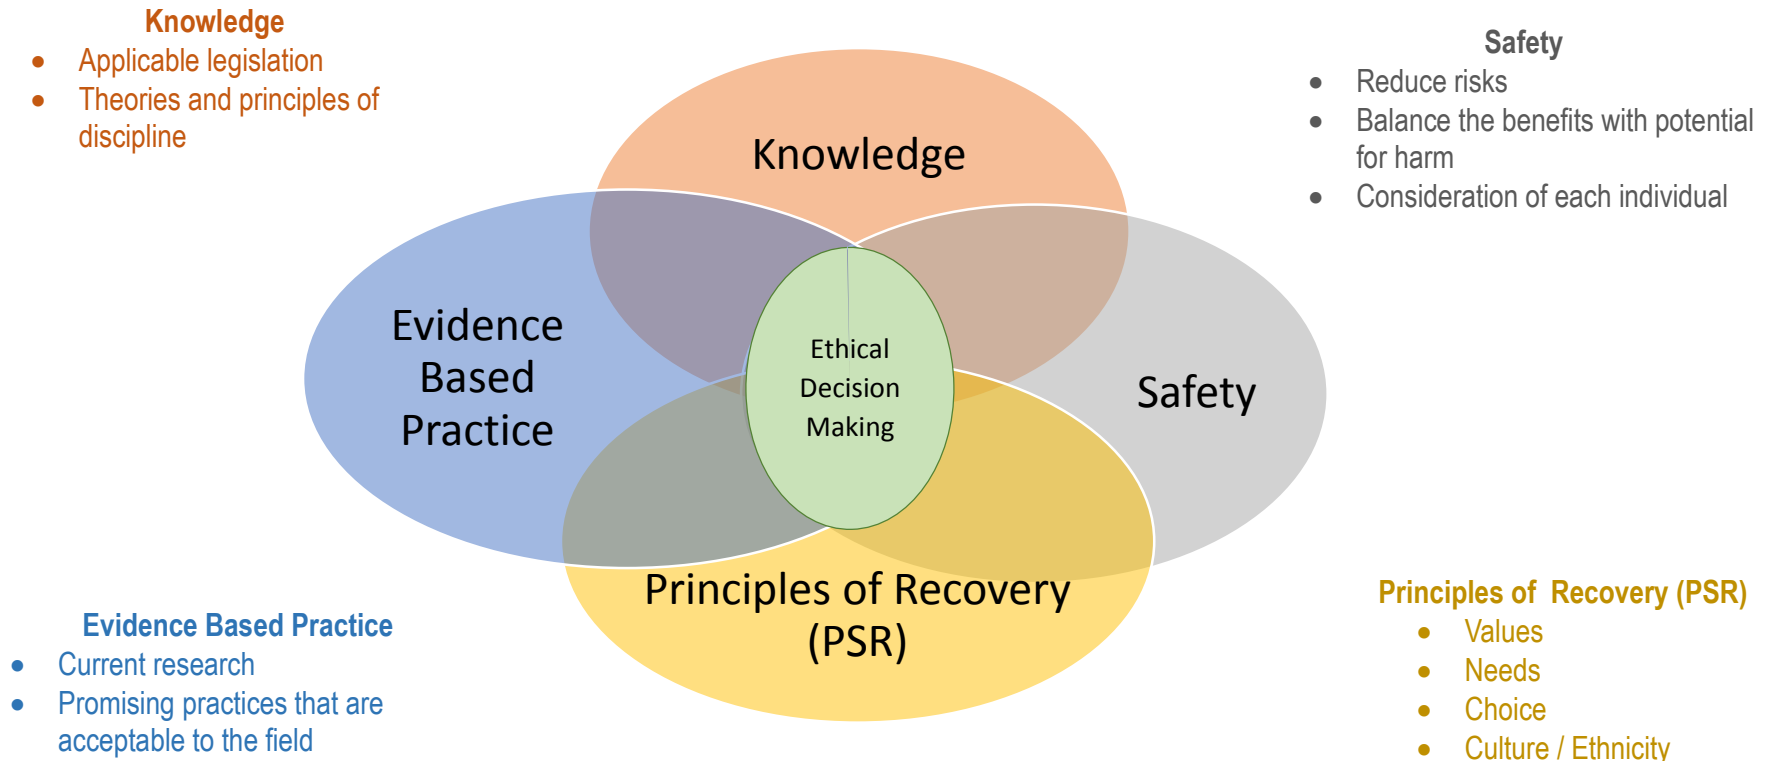 Knowledge
• Applicable legislation
• Theories and principles of
discipline
Safety
• Reduce risks
• Balance the benefits with potential
for harm
• Consideration of each individual
Knowledge
Evidence
Based
Practice
Ethical
Decision
Making
Safety
Principles of Recovery
(PSR)
Evidence Based Practice
• Current research
• Promising practices that are
acceptable to the field
Principles of  Recovery (PSR)
• Values
• Needs
• Choice
• Culture / Ethnicity